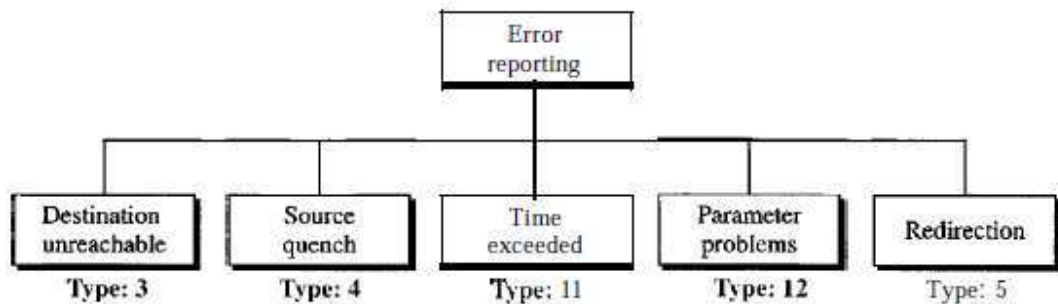 Error
reporting
Destination
unreachable
Source
quench
Time
exceeded
Parameter
problems
Redirection
Type: 3
Type: 4
Type: 11
Type: 12
Type: 5